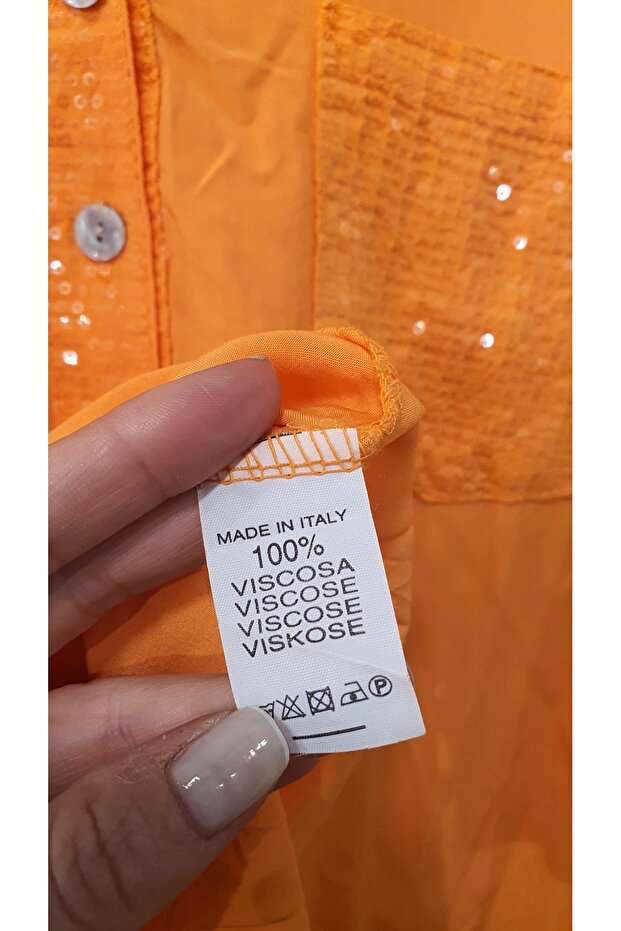 MADE IN ITALY
100%
VISCOSA
VISCOSE
VISCOSE
VISKOSE
P